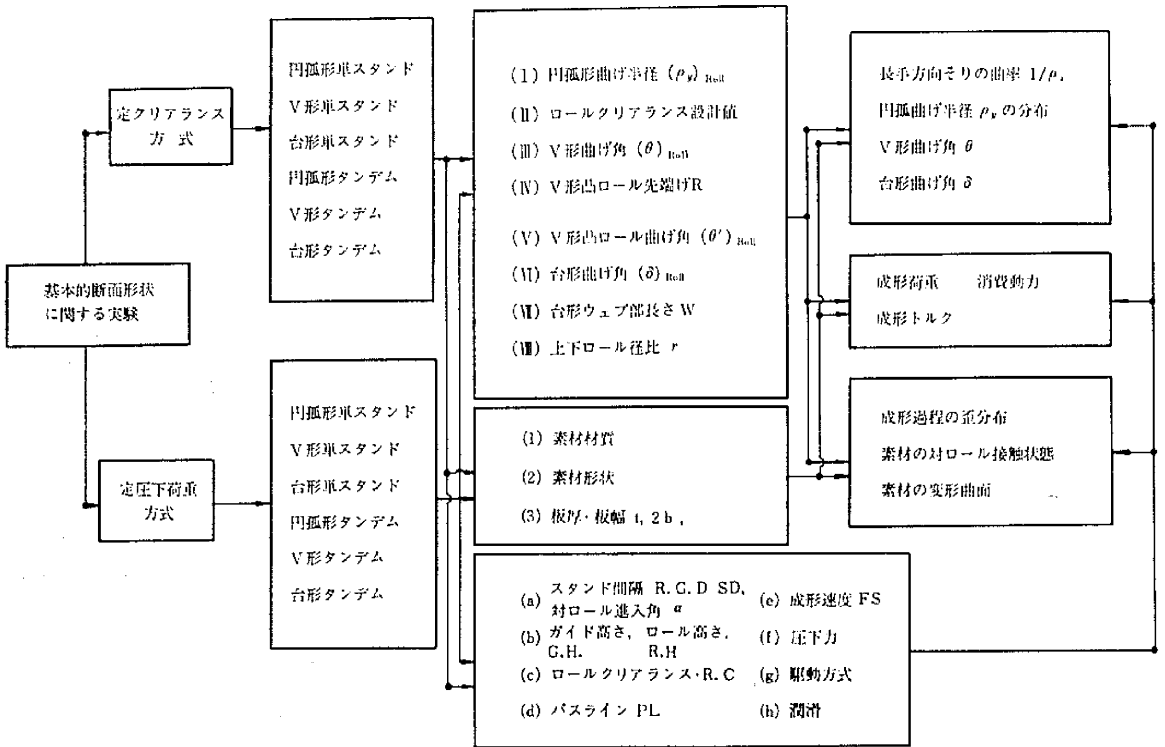 基本的断面形状
に関する実験
定クリアランス
方式
定圧下荷重
方式
円孤形単スタンド
V形単スタンド
台形単スタンド
円孤形タンデム
V形タンデム
台形タンデム
円孤形単スタンド
V形単スタンド
台形単スタンド
円孤形タンデム
V形タンデム
台形タンデム
(Ⅰ) 円孤形曲げ半径 (ρy) Roll
(Ⅱ) ロールクリアランス設計値
(Ⅲ) V形曲げ角 (θ) Roll
(Ⅳ) V形凸ロール先端げR
(Ⅴ) V形凸ロール曲げ角 (θ′) Roll
(Ⅵ) 台形曲げ角 (δ) Roll
(Ⅶ) 台形ウェブ部長さ W
(Ⅷ) 上下ロール径比 r
(1) 素材材質
(2) 素材形状
(3) 板厚・板幅 t, 2b,
(a) スタンド間隔 R.G.D SD,
対ロール進入角 α
(b) ガイド高さ, ロール高さ,
G.H. R.H
(c) ロールクリアランス・R.C
(d) パスライン PL
(e) 成形速度 FS
(f) 圧下力
(g) 駆動方式
(h) 潤滑
長手方向そりの曲率 1/ρ
円孤曲げ半径 ρyの分布
V形曲げ角 θ
台形曲げ角 δ
成形荷重 消費動力
成形トルク
成形過程の歪分布
素材の対ロール接触状態
素材の変形曲面